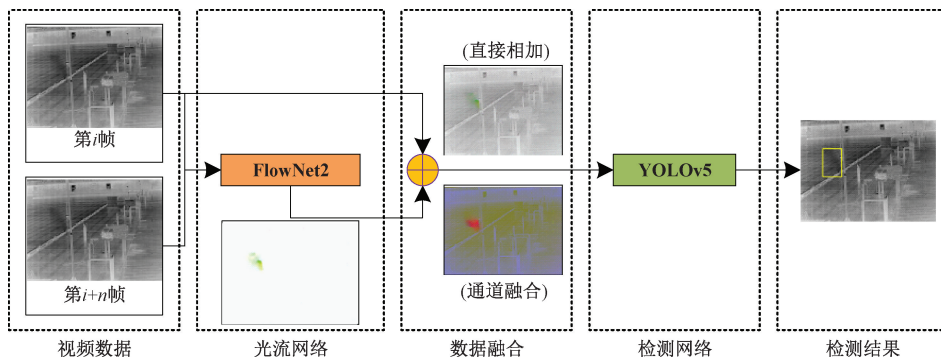 第i帧
第i+n帧
FlowNet2
(直接相加)
(通道融合)
YOLOv5
视频数据
光流网络
数据融合
检测网络
检测结果